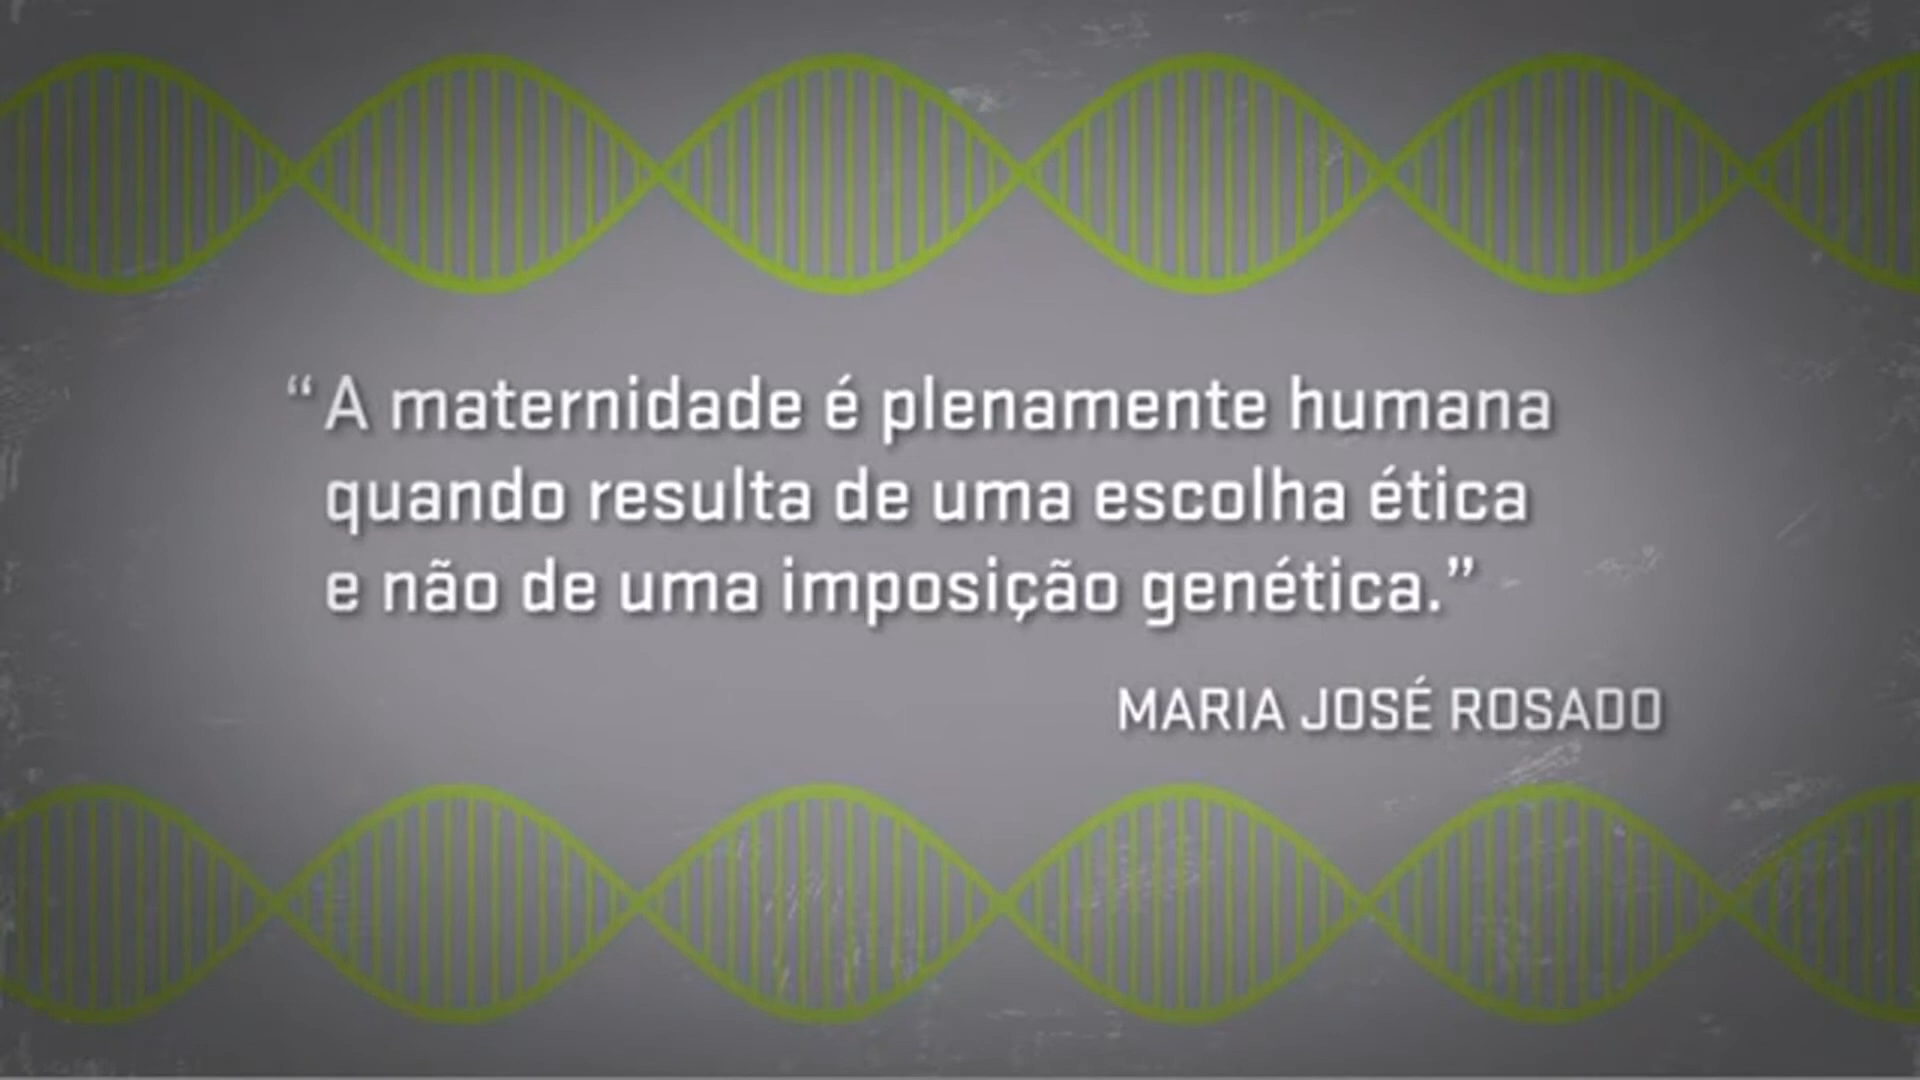 “A maternidade é plenamente humana
quando resulta de uma escolha ética
e não de uma imposição genética.”
MARIA JOSÉ ROSADO